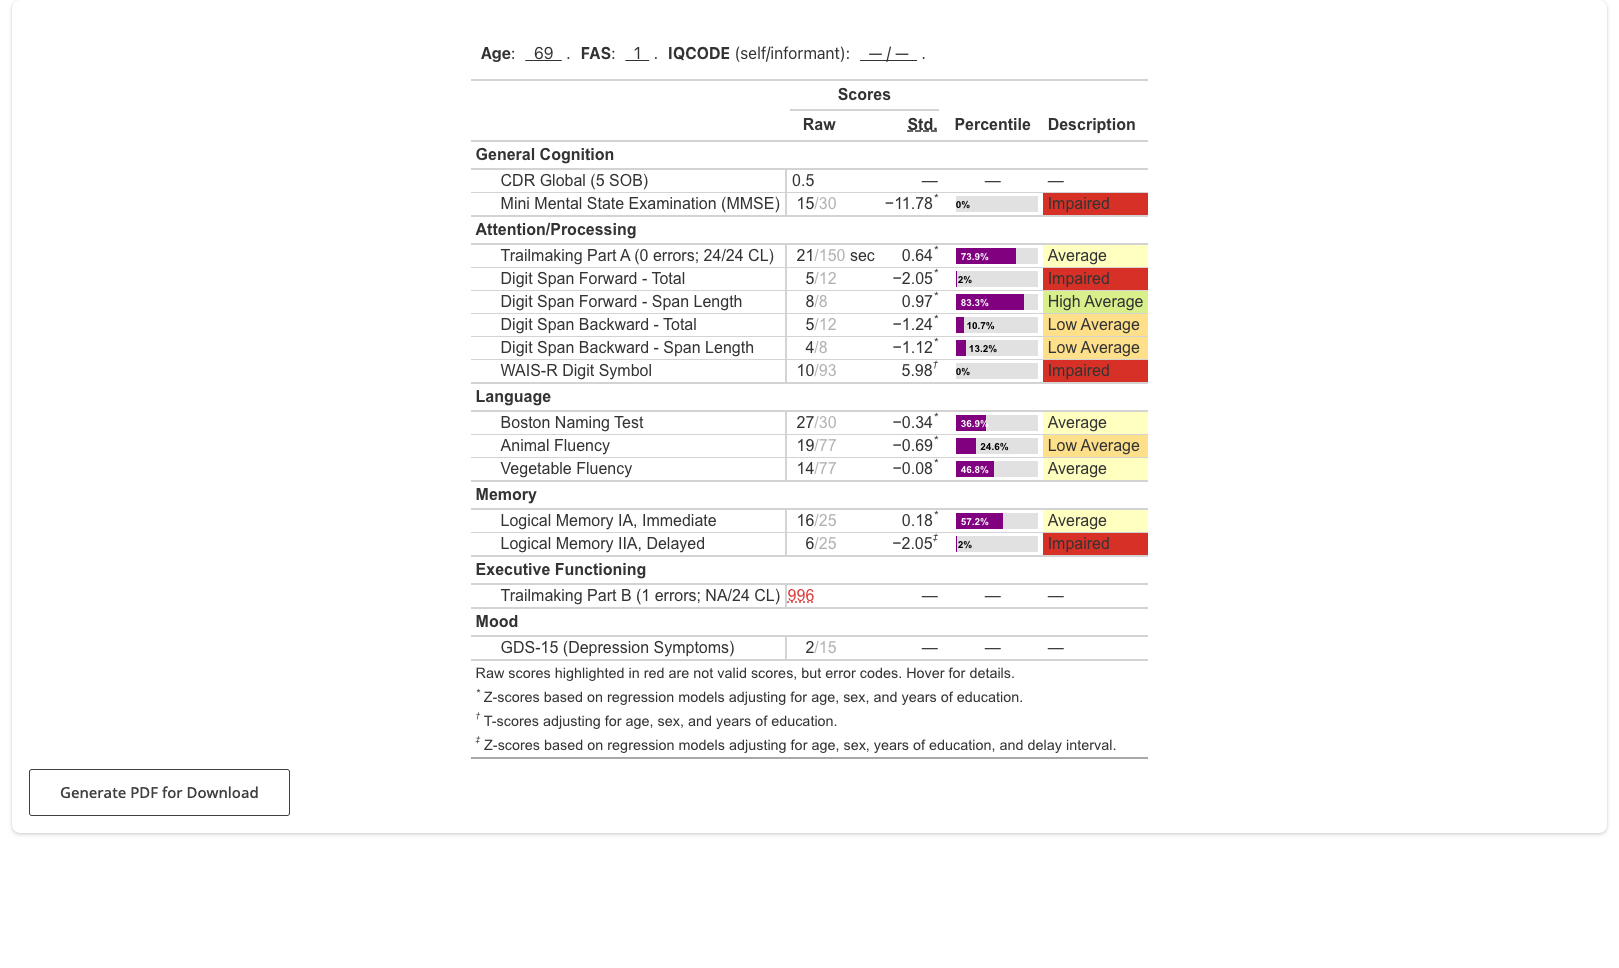 Age: 69 . FAS: 1 . IQCODE (self/informant): — / — .
Scores
Raw Std. Percentile Description
General Cognition
CDR Global (5 SOB) 0.5 — — —
Mini Mental State Examination (MMSE) 15/30 −11.78* 0% Impaired
Attention/Processing
Trailmaking Part A (0 errors; 24/24 CL) 21/150 sec 0.64* 73.9% Average
Digit Span Forward - Total 5/12 −2.05* 2% Impaired
Digit Span Forward - Span Length 8/8 0.97* 83.3% High Average
Digit Span Backward - Total 5/12 −1.24* 10.7% Low Average
Digit Span Backward - Span Length 4/8 −1.12* 13.2% Low Average
WAIS-R Digit Symbol 10/93 5.98† 0% Impaired
Language
Boston Naming Test 27/30 −0.34* 36.9% Average
Animal Fluency 19/77 −0.69* 24.6% Low Average
Vegetable Fluency 14/77 −0.08* 46.8% Average
Memory
Logical Memory IA, Immediate 16/25 0.18* 57.2% Average
Logical Memory IIA, Delayed 6/25 −2.05‡ 2% Impaired
Executive Functioning
Trailmaking Part B (1 errors; NA/24 CL) 996 — — —
Mood
GDS-15 (Depression Symptoms) 2/15 — — —
Raw scores highlighted in red are not valid scores, but error codes. Hover for details.
* Z-scores based on regression models adjusting for age, sex, and years of education.
† T-scores adjusting for age, sex, and years of education.
‡ Z-scores based on regression models adjusting for age, sex, years of education, and delay interval.
Generate PDF for Download